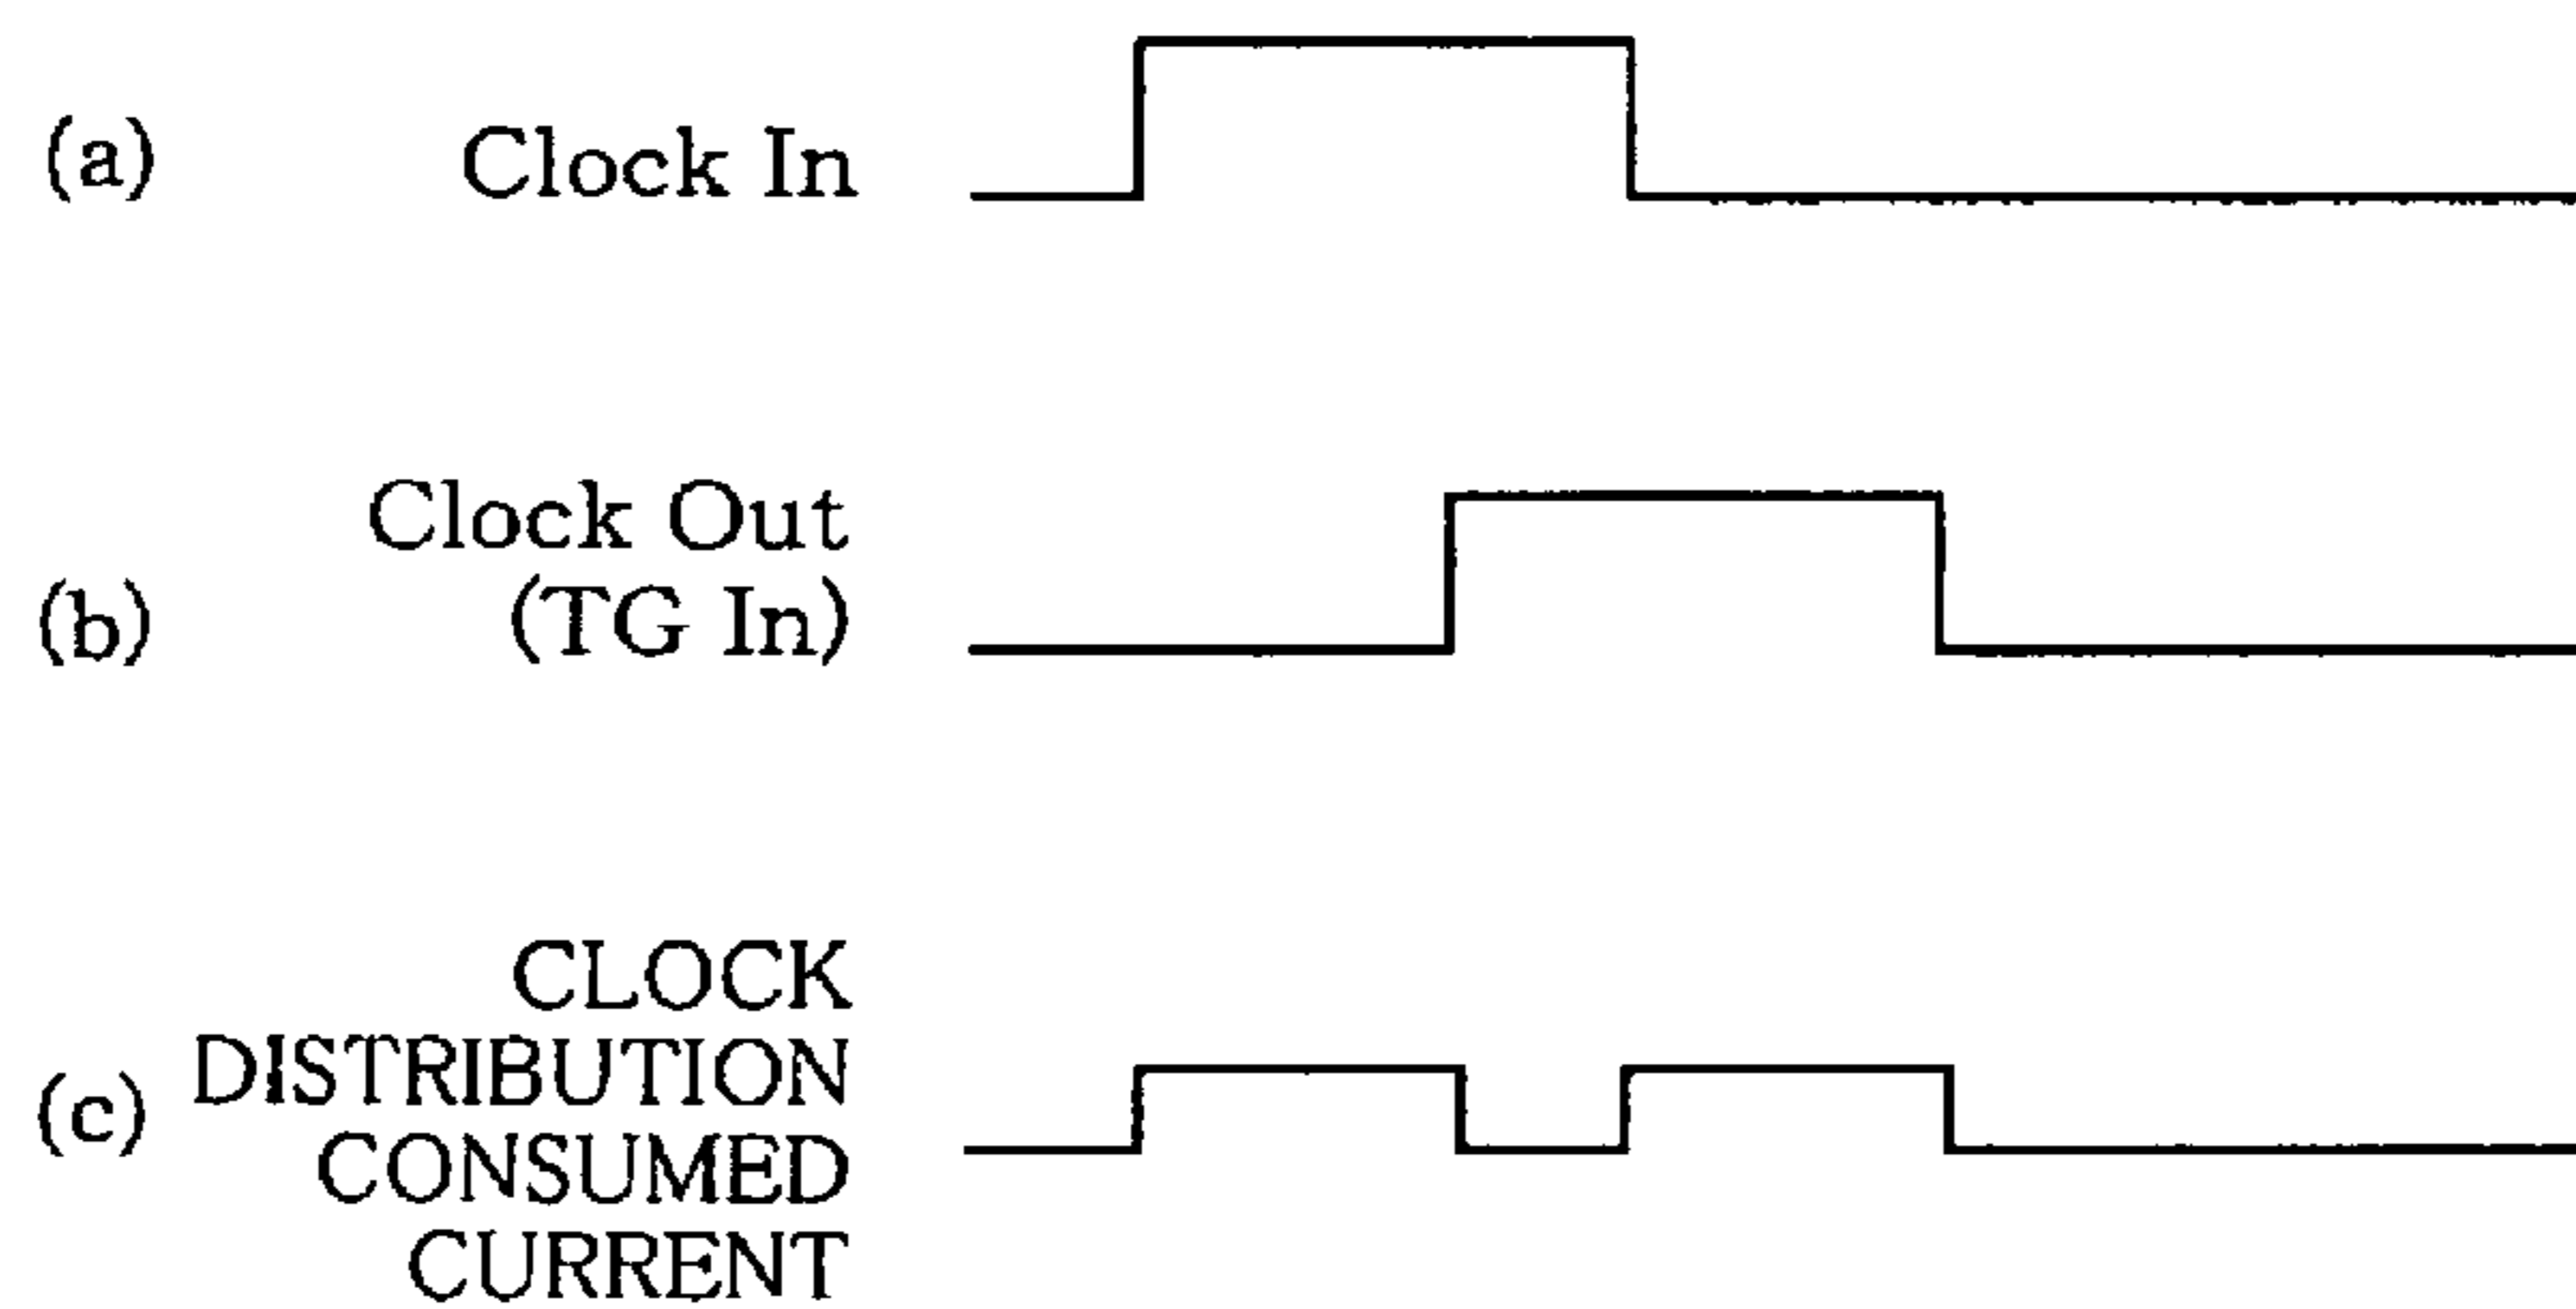 (a) Clock In
Clock Out
(b) (TG In)
CLOCK
DISTRIBUTION
(c) CONSUMED
CURRENT